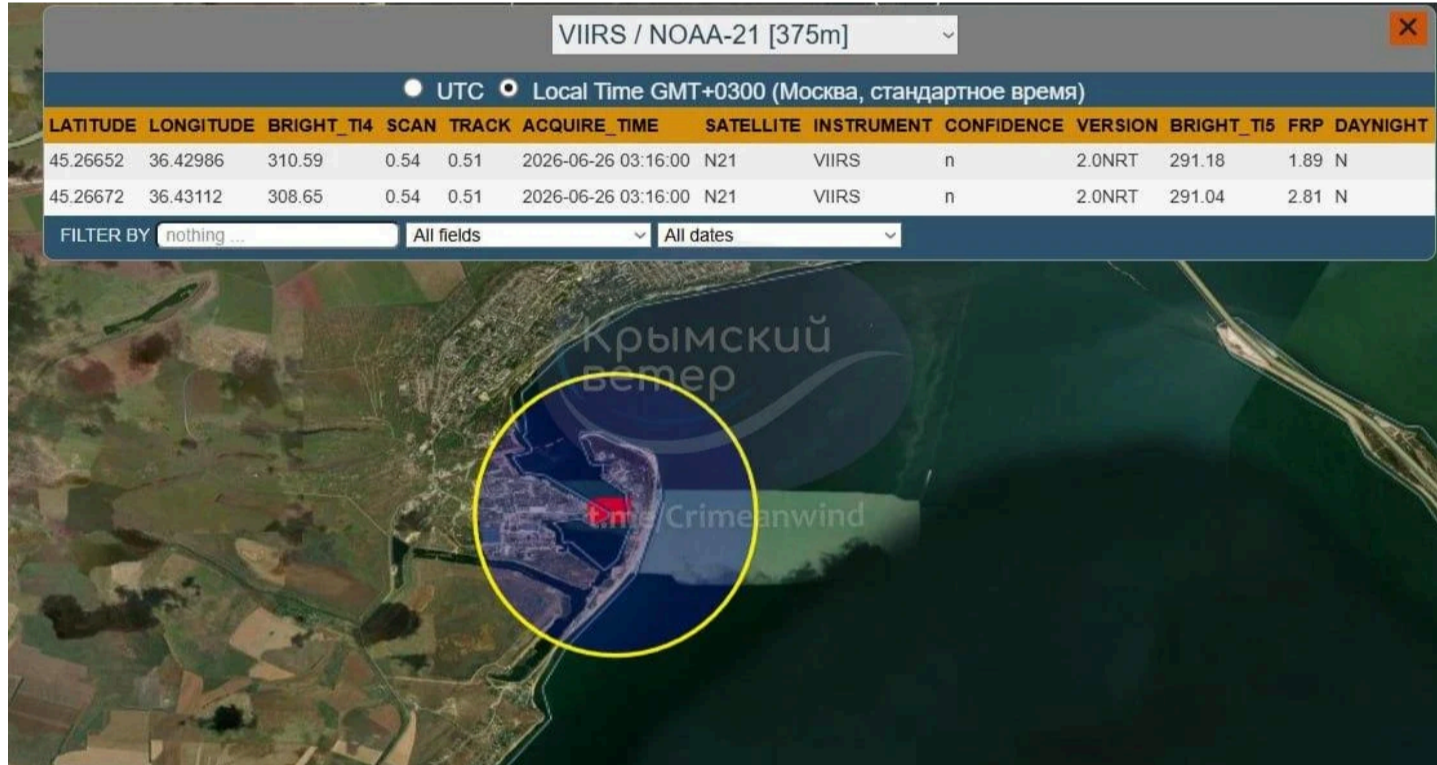 VIIRS / NOAA-21 [375m]
UTC Local Time GMT+0300 (Москва, стандартное время)
LATITUDE LONGITUDE BRIGHT_TI4 SCAN TRACK ACQUIRE_TIME SATELLITE INSTRUMENT CONFIDENCE VERSION BRIGHT_TI5 FRP DAYNIGHT
45.26652 36.42986 310.59 0.54 0.51 2026-06-26 03:16:00 N21 VIIRS n 2.0NRT 291.18 1.89 N
45.26672 36.43112 308.65 0.54 0.51 2026-06-26 03:16:00 N21 VIIRS n 2.0NRT 291.04 2.81 N
FILTER BY nothing ... All fields All dates
Крымский
ветер
t.me/Crimeanwind